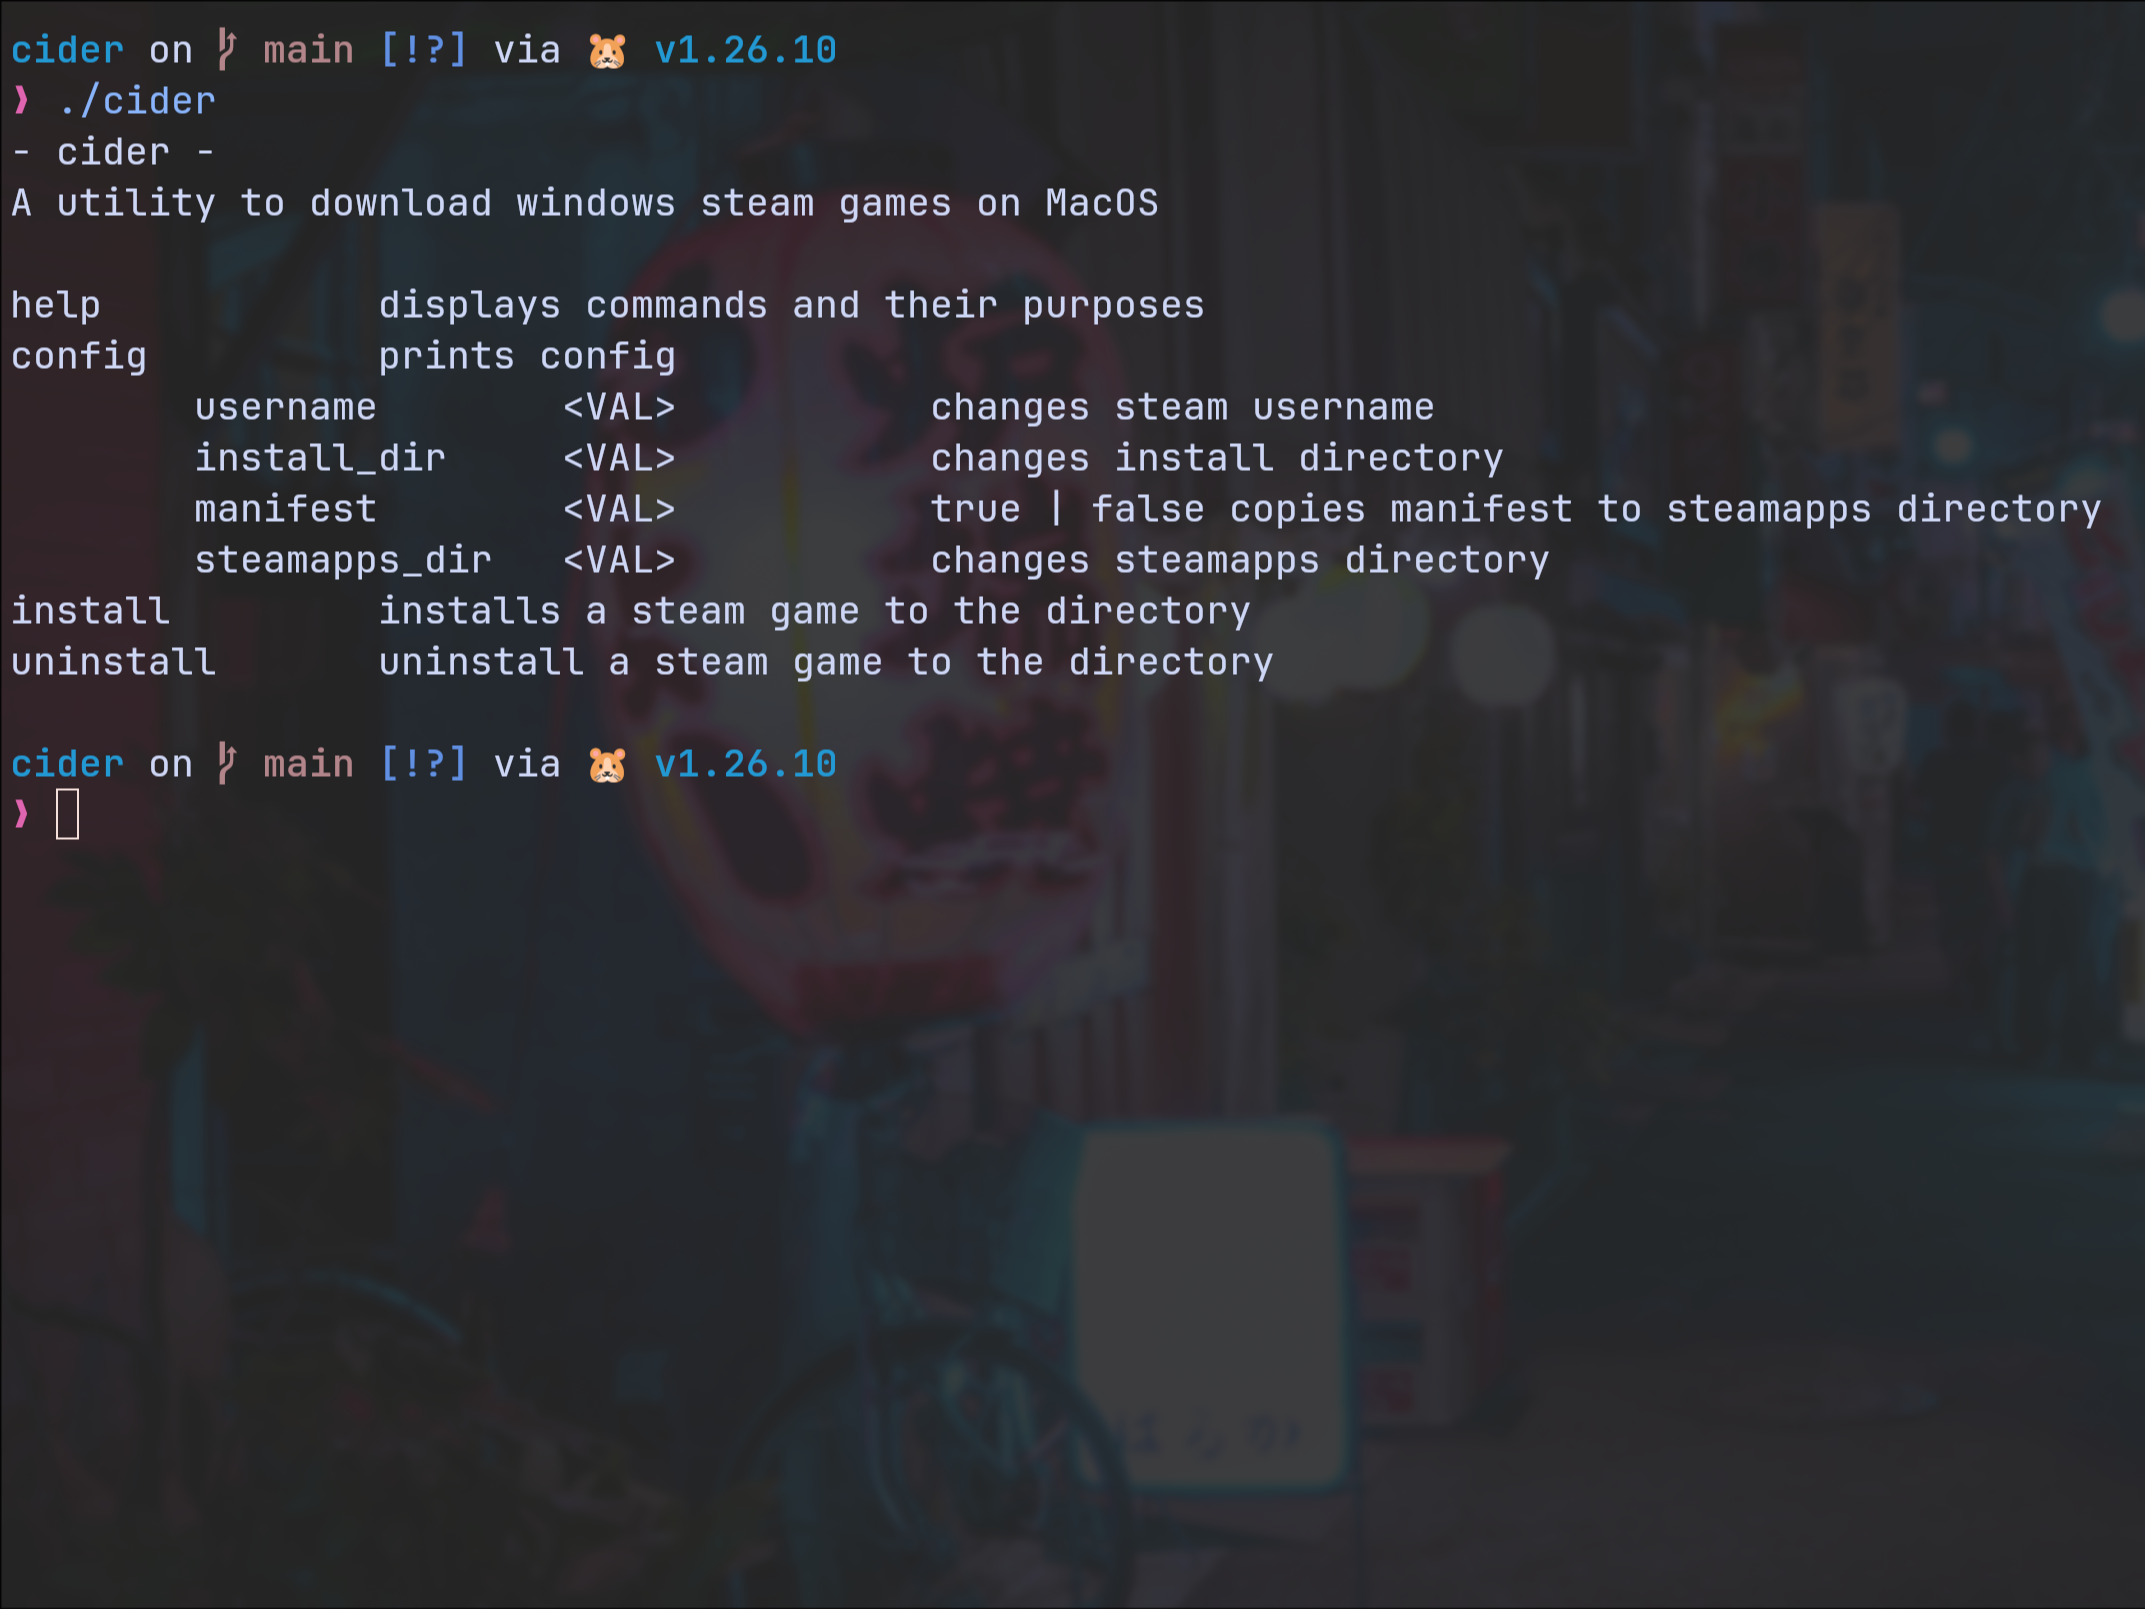 cider on main [!?] via 🐹 v1.26.10
❱ ./cider
- cider -
A utility to download windows steam games on MacOS
help displays commands and their purposes
config prints config
username <VAL> changes steam username
install_dir <VAL> changes install directory
manifest <VAL> true | false copies manifest to steamapps directory
steamapps_dir <VAL> changes steamapps directory
install installs a steam game to the directory
uninstall uninstall a steam game to the directory
cider on main [!?] via 🐹 v1.26.10
❱